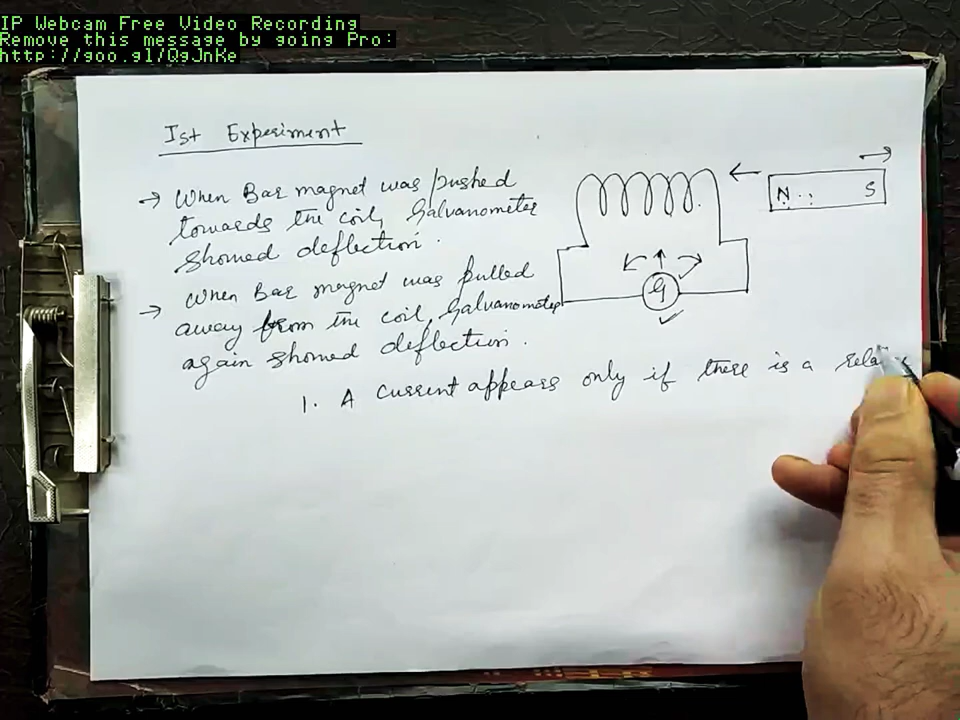 IP Webcam Free Video Recording
Remove this message by going Pro:
http://goo.gl/QgJnKe
Ist Experiment
→ When Bar magnet was pushed
towards the coil, Galvanometer
showed deflection.
→ When Bar magnet was pulled
away from the coil, Galvanometer
again showed deflection.
N S
G
1. A current appears only if there is a rela